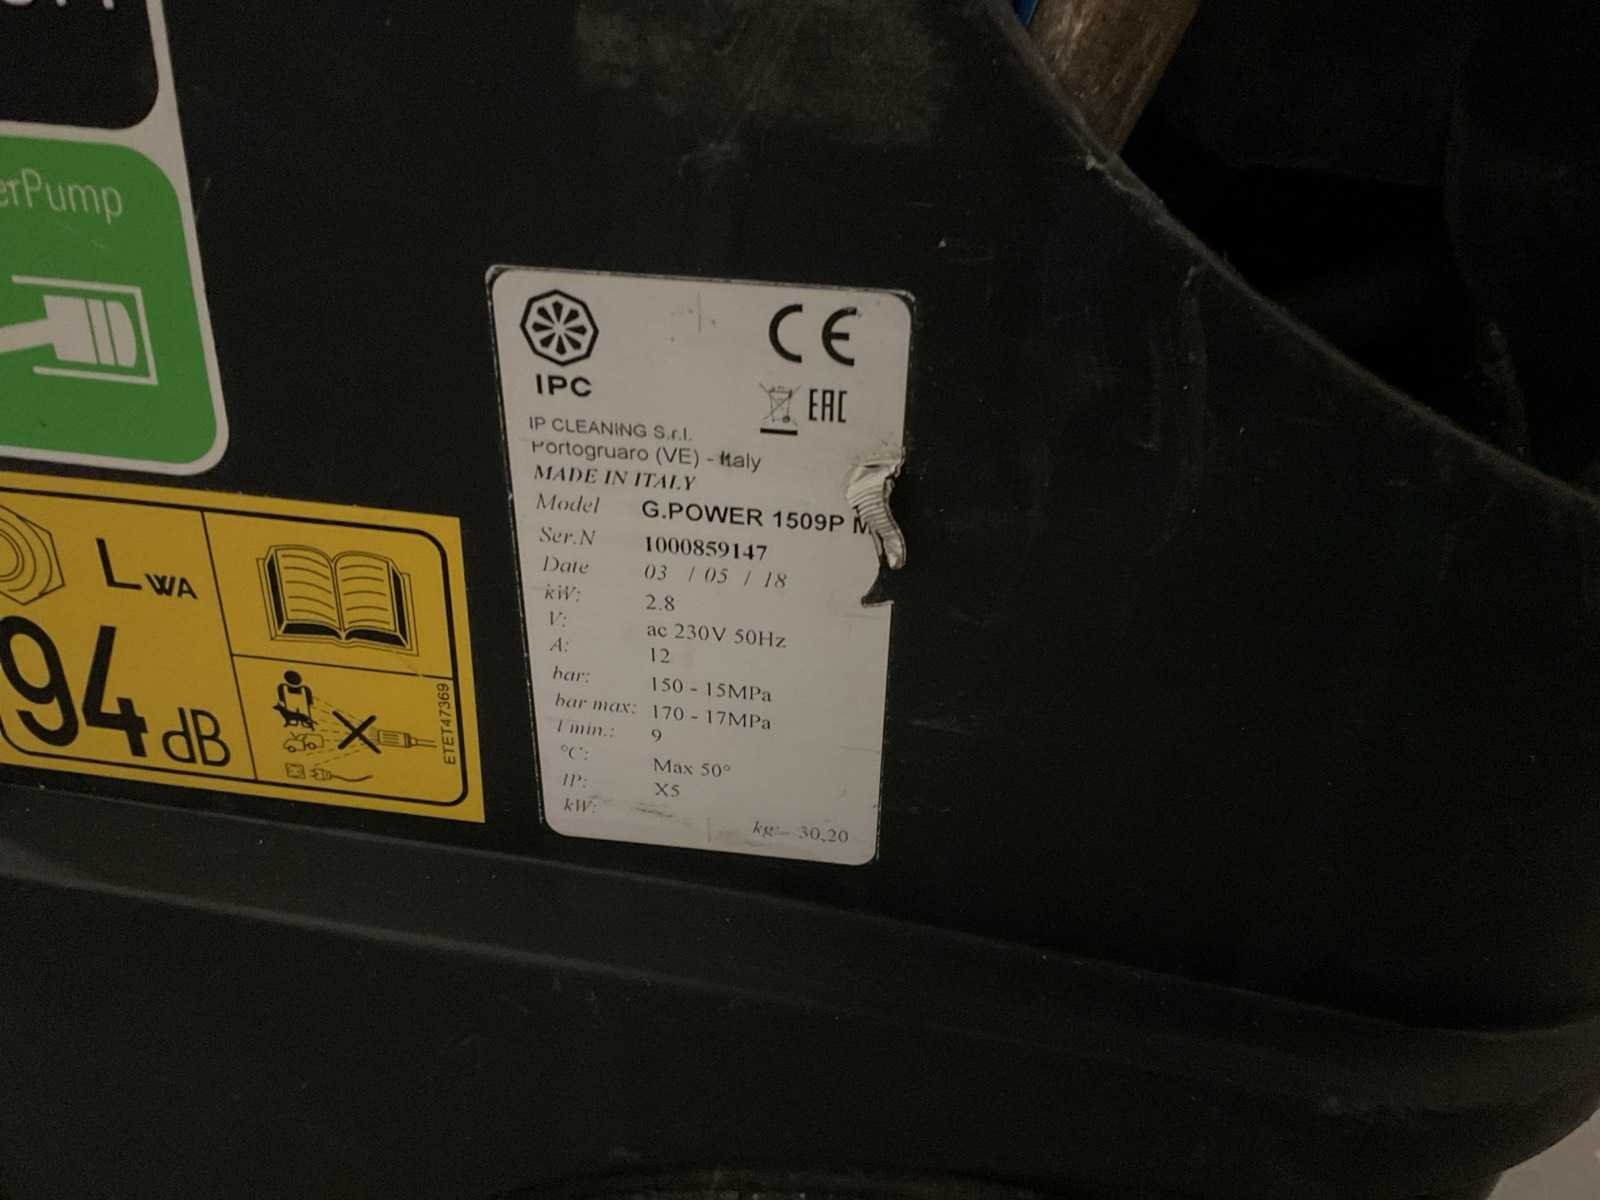 erPump
LWA
94 dB
ETET47369
IPC
CE
EAC
IP CLEANING S.r.l.
Portogruaro (VE) - Italy
MADE IN ITALY
Model G.POWER 1509P M
Ser.N 1000859147
Date 03 / 05 / 18
kW: 2.8
V: ac 230V 50Hz
A: 12
bar: 150 - 15MPa
bar max: 170 - 17MPa
l min.: 9
°C: Max 50°
IP: X5
kW:
kg:- 30,20